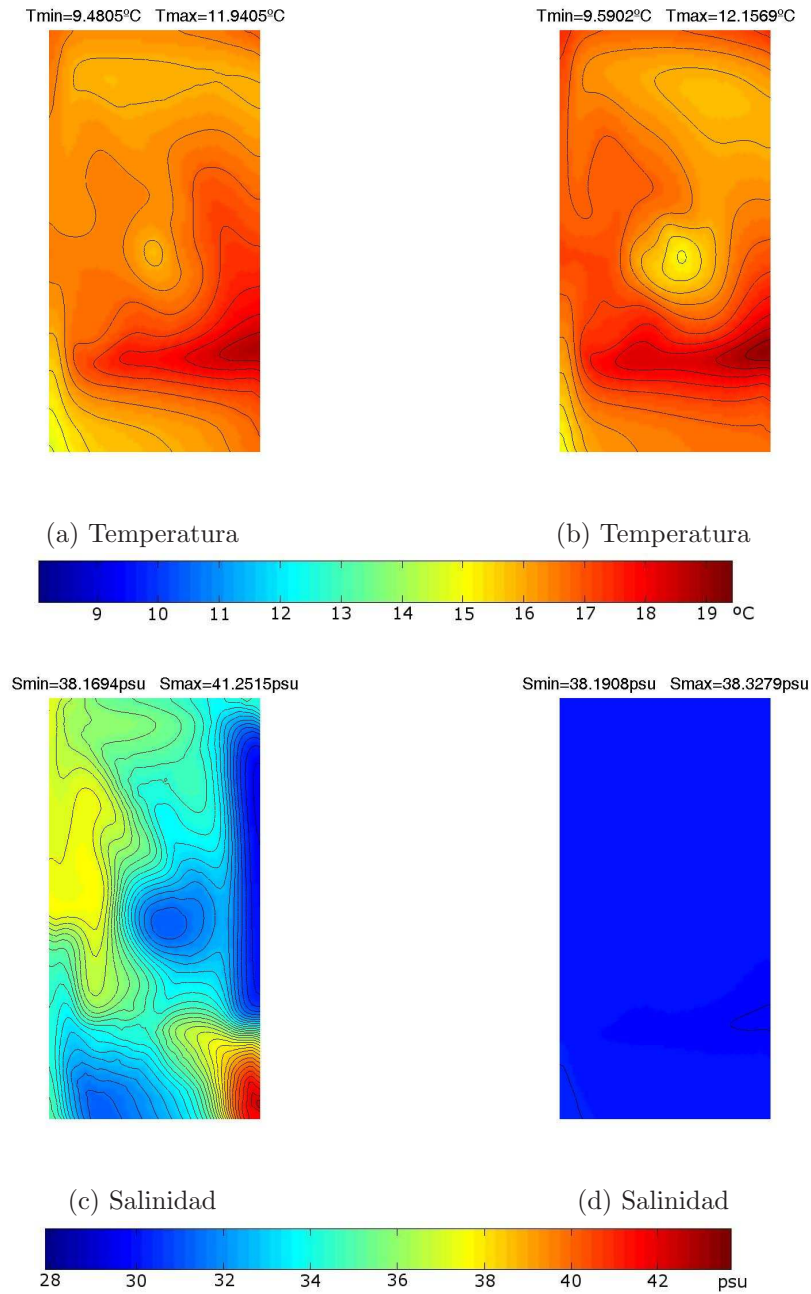 Tmin=9.4805ºC Tmax=11.9405ºC
Tmin=9.5902ºC Tmax=12.1569ºC
(a) Temperatura
(b) Temperatura
9 10 11 12 13 14 15 16 17 18 19 ºC
Smin=38.1694psu Smax=41.2515psu
Smin=38.1908psu Smax=38.3279psu
(c) Salinidad
(d) Salinidad
28 30 32 34 36 38 40 42 psu